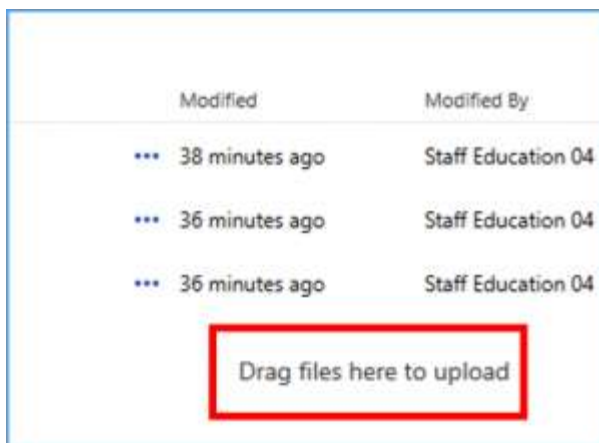 Modified Modified By
••• 38 minutes ago Staff Education 04
••• 36 minutes ago Staff Education 04
••• 36 minutes ago Staff Education 04
Drag files here to upload